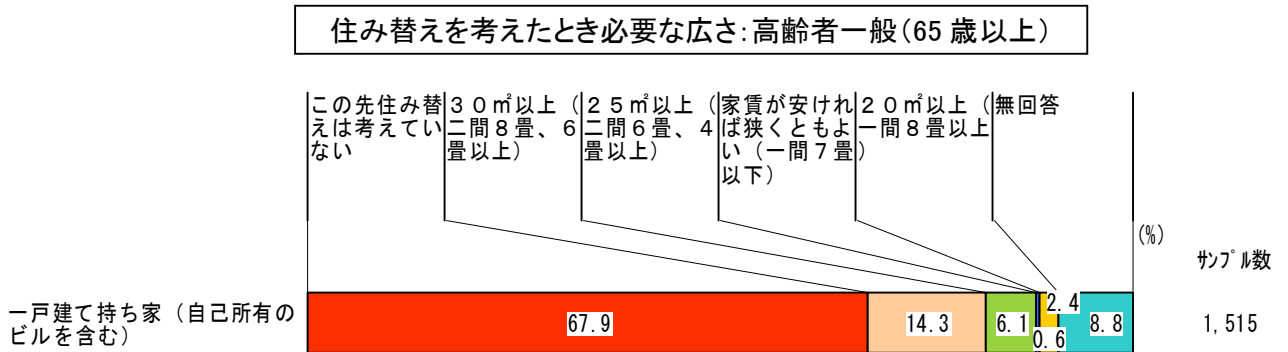 住み替えを考えたとき必要な広さ:高齢者一般(65 歳以上)
この先住み替
えは考えてい
ない
３０㎡以上（
二間８畳、６
畳以上）
２５㎡以上（
二間６畳、４
畳以上）
家賃が安けれ
ば狭くともよ
い（一間７畳
以下）
２０㎡以上（
一間８畳以上
）
無回答
(%)
ｻﾝﾌﾟﾙ数
一戸建て持ち家（自己所有の
ビルを含む）
67.9
14.3
6.1
0.6
2.4
8.8
1,515